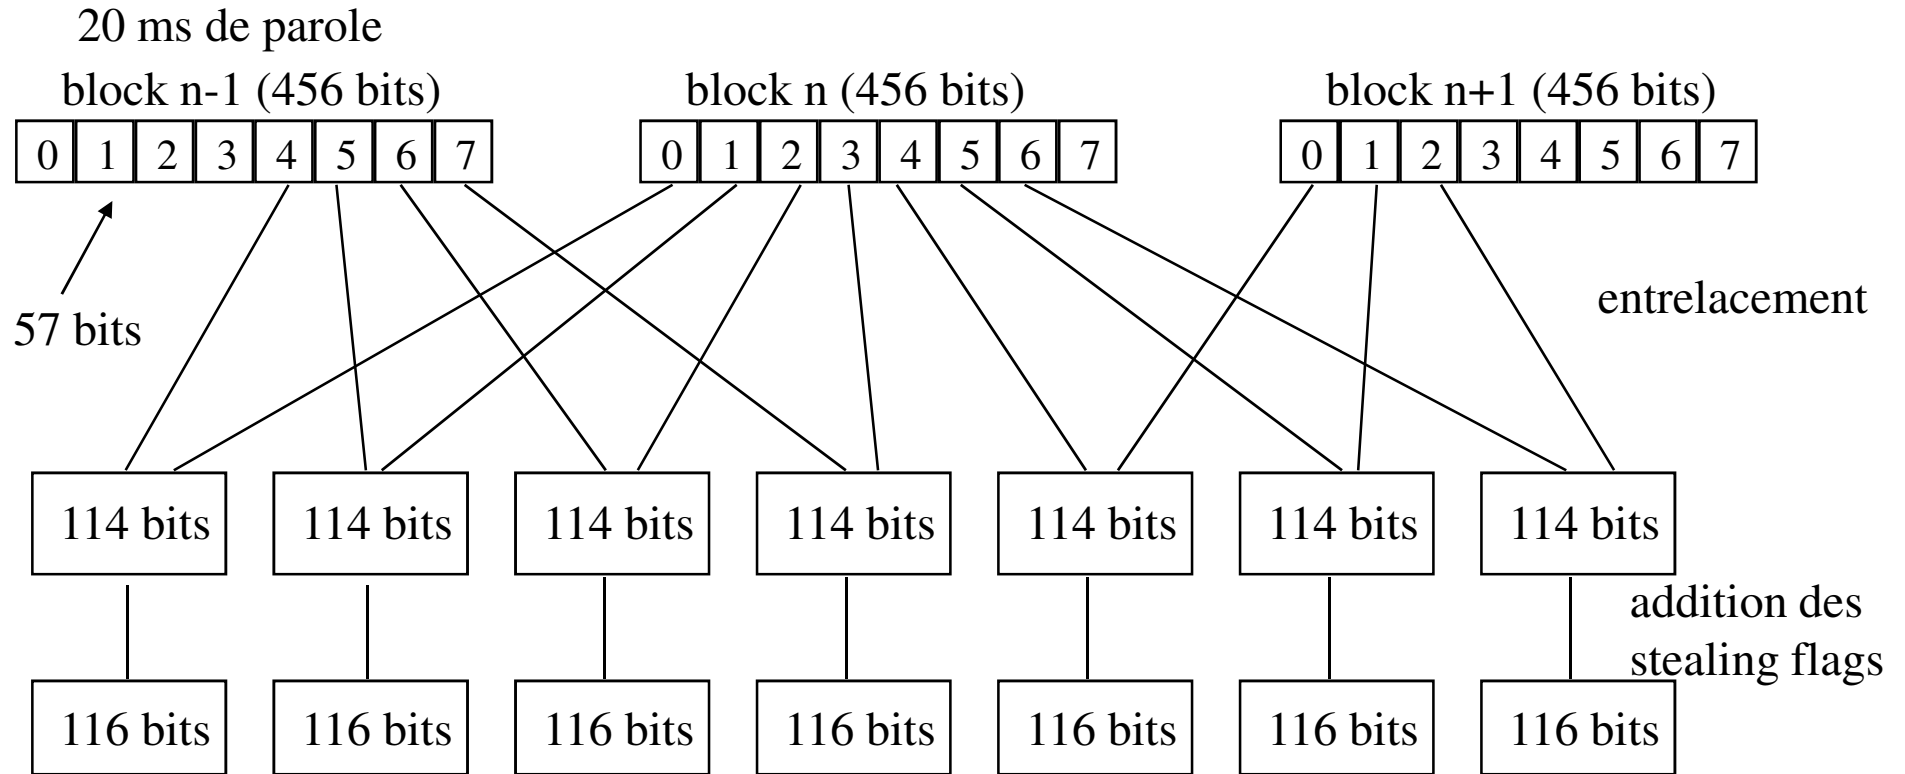 20 ms de parole
block n-1 (456 bits)
block n (456 bits)
block n+1 (456 bits)
0 1 2 3 4 5 6 7
0 1 2 3 4 5 6 7
0 1 2 3 4 5 6 7
57 bits
entrelacement
114 bits
114 bits
114 bits
114 bits
114 bits
114 bits
114 bits
addition des
stealing flags
116 bits
116 bits
116 bits
116 bits
116 bits
116 bits
116 bits